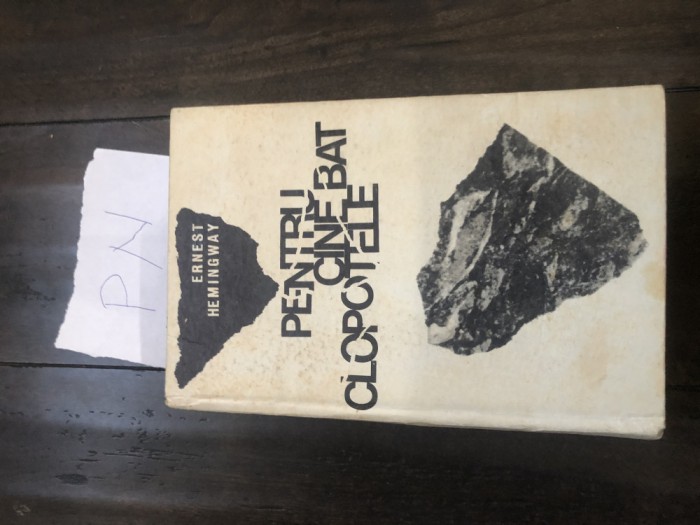 PN
ERNEST
HEMINGWAY
PENTRU
CINE BAT
CLOPOTELE